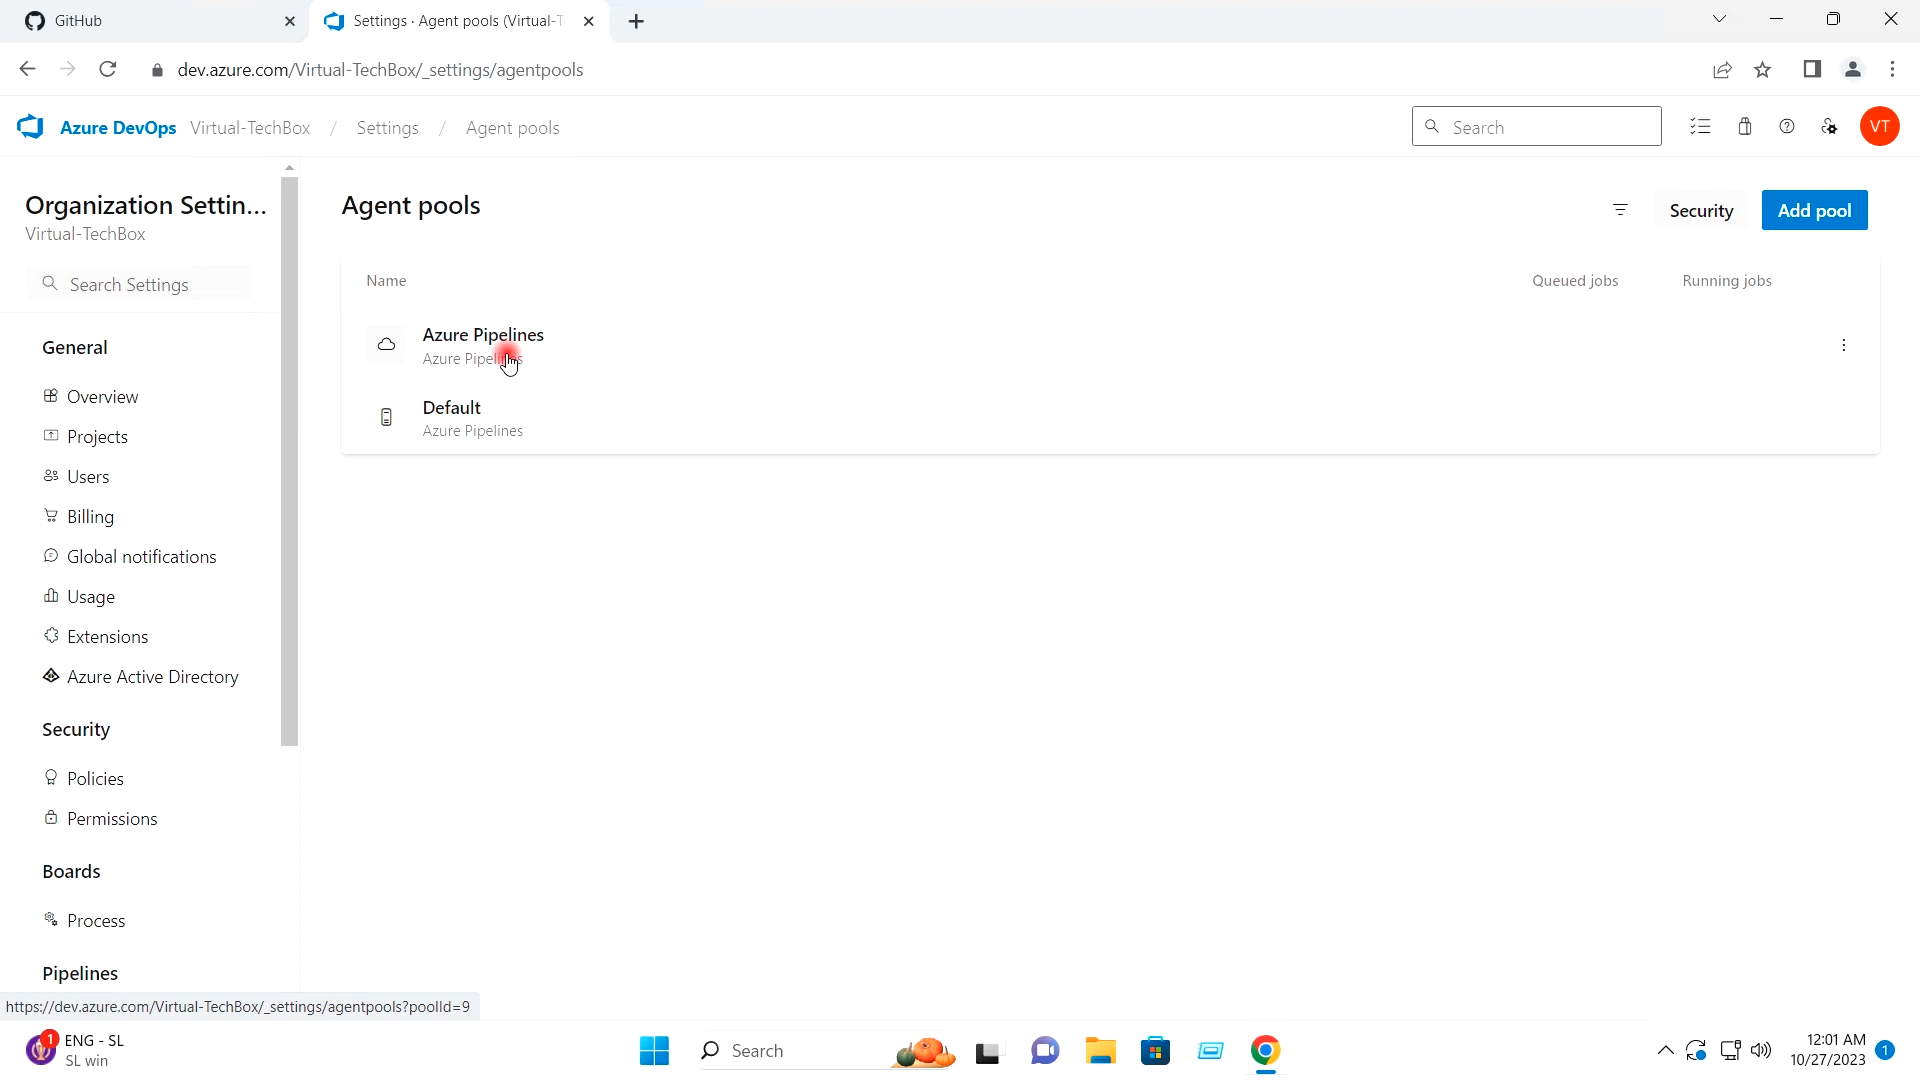 GitHub
Settings · Agent pools (Virtual-T
dev.azure.com/Virtual-TechBox/_settings/agentpools
Azure DevOps Virtual-TechBox / Settings / Agent pools
Search
VT
Organization Settin...
Virtual-TechBox
Search Settings
General
Overview
Projects
Users
Billing
Global notifications
Usage
Extensions
Azure Active Directory
Security
Policies
Permissions
Boards
Process
Pipelines
Agent pools
Security
Add pool
Name
Queued jobs
Running jobs
Azure Pipelines
Azure Pipelines
Default
Azure Pipelines
https://dev.azure.com/Virtual-TechBox/_settings/agentpools?poolId=9
1
ENG - SL
SL win
Search
12:01 AM
10/27/2023
1